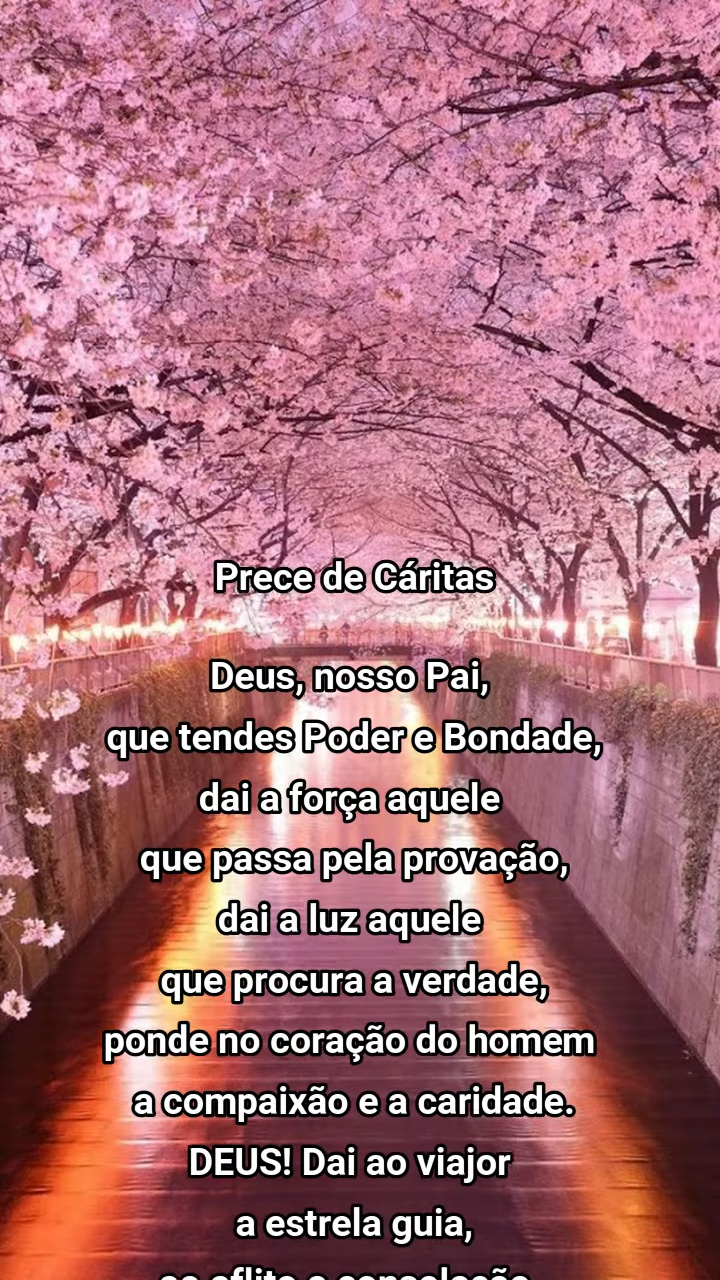 Prece de Cáritas
Deus, nosso Pai,
que tendes Poder e Bondade,
dai a força aquele
que passa pela provação,
dai a luz aquele
que procura a verdade,
ponde no coração do homem
a compaixão e a caridade.
DEUS! Dai ao viajor
a estrela guia,